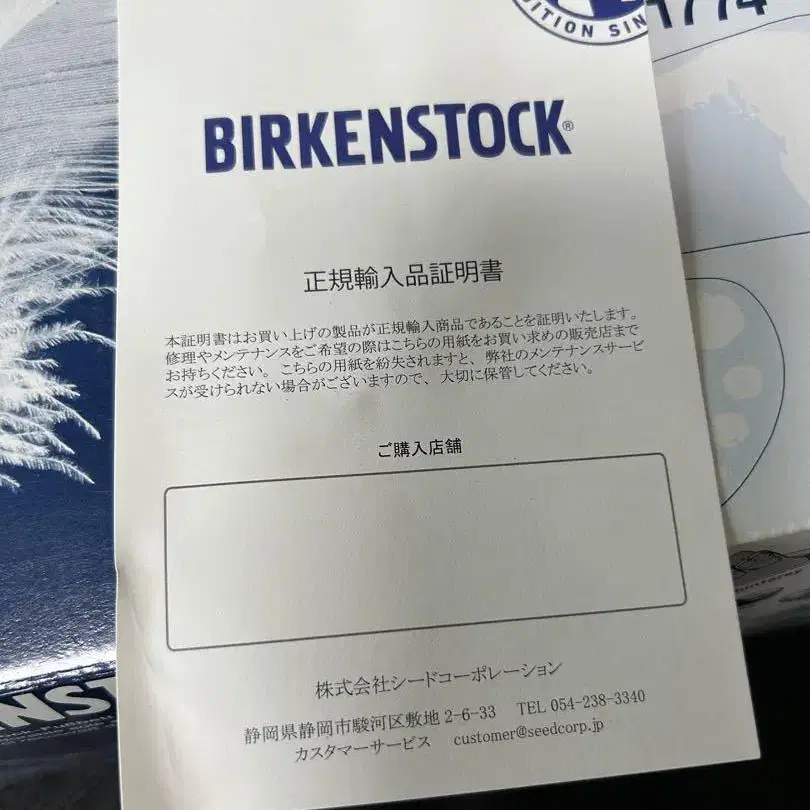 DITION SIN
1774
BIRKENSTOCK®
正規輸入品証明書
本証明書はお買い上げの製品が正規輸入商品であることを証明いたします。
修理やメンテナンスをご希望の際はこちらの用紙をお買い求めの販売店まで
お持ちください。こちらの用紙を紛失されますと、弊社のメンテナンスサービ
スが受けられない場合がございますので、大切に保管してください。
ご購入店舗
株式会社シードコーポレーション
静岡県静岡市駿河区敷地 2-6-33 TEL 054-238-3340
カスタマーサービス customer@seedcorp.jp
NST